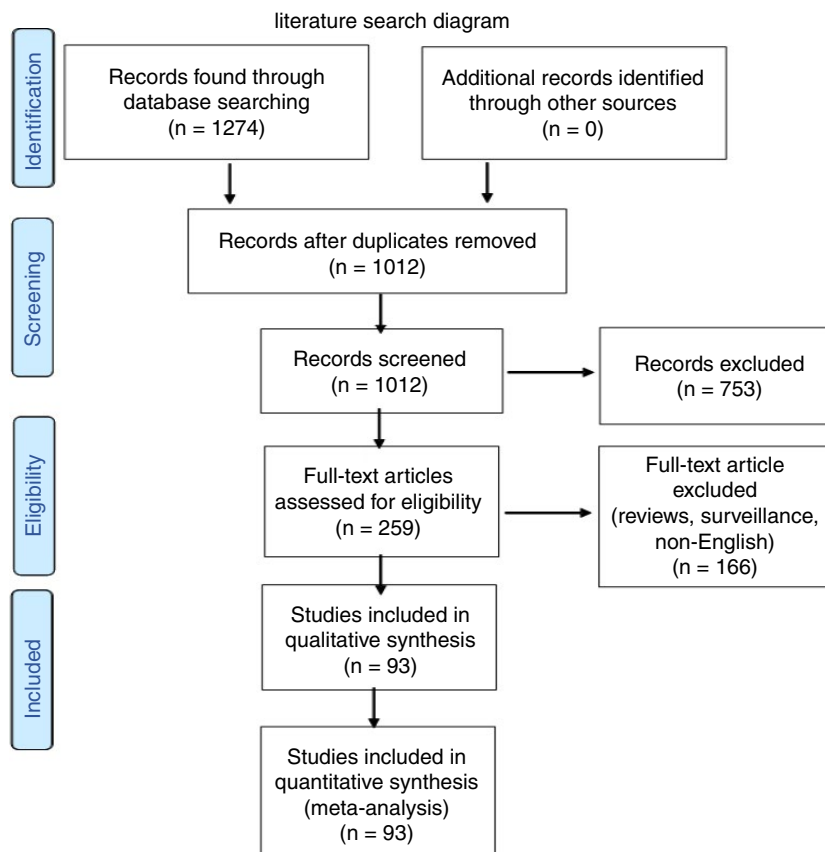 literature search diagram
Identification
Records found through
database searching
(n = 1274)
Additional records identified
through other sources
(n = 0)
Screening
Records after duplicates removed
(n = 1012)
Records screened
(n = 1012)
Records excluded
(n = 753)
Eligibility
Full-text articles
assessed for eligibility
(n = 259)
Full-text article
excluded
(reviews, surveillance,
non-English)
(n = 166)
Included
Studies included in
qualitative synthesis
(n = 93)
Studies included in
quantitative synthesis
(meta-analysis)
(n = 93)